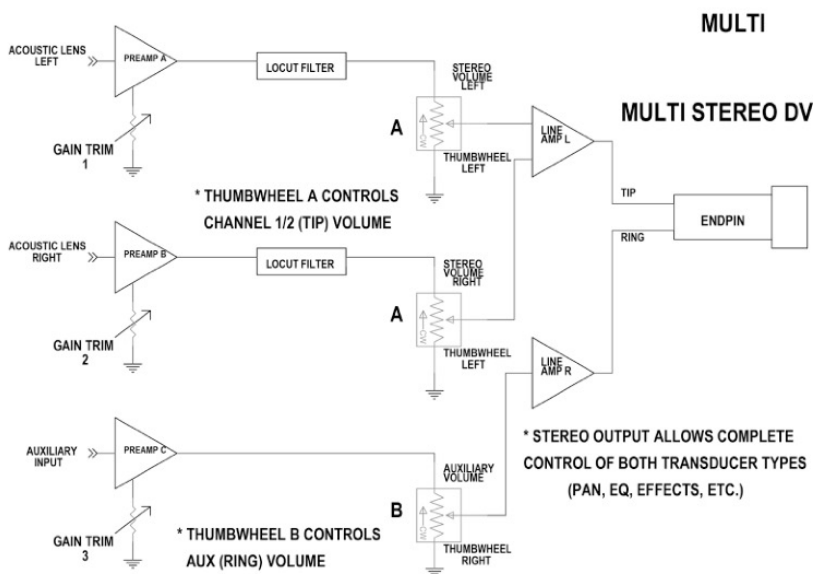 MULTI
MULTI STEREO DV
ACOUSTIC LENS
LEFT
PREAMP A
LOCUT FILTER
STEREO
VOLUME
LEFT
CW
A
THUMBWHEEL
LEFT
LINE
AMP L
GAIN TRIM
1
* THUMBWHEEL A CONTROLS
CHANNEL 1/2 (TIP) VOLUME
TIP
ENDPIN
RING
ACOUSTIC LENS
RIGHT
PREAMP B
LOCUT FILTER
STEREO
VOLUME
RIGHT
CW
A
THUMBWHEEL
LEFT
GAIN TRIM
2
LINE
AMP R
AUXILIARY
INPUT
PREAMP C
AUXILIARY
VOLUME
CW
B
THUMBWHEEL
RIGHT
GAIN TRIM
3
* THUMBWHEEL B CONTROLS
AUX (RING) VOLUME
* STEREO OUTPUT ALLOWS COMPLETE
CONTROL OF BOTH TRANSDUCER TYPES
(PAN, EQ, EFFECTS, ETC.)